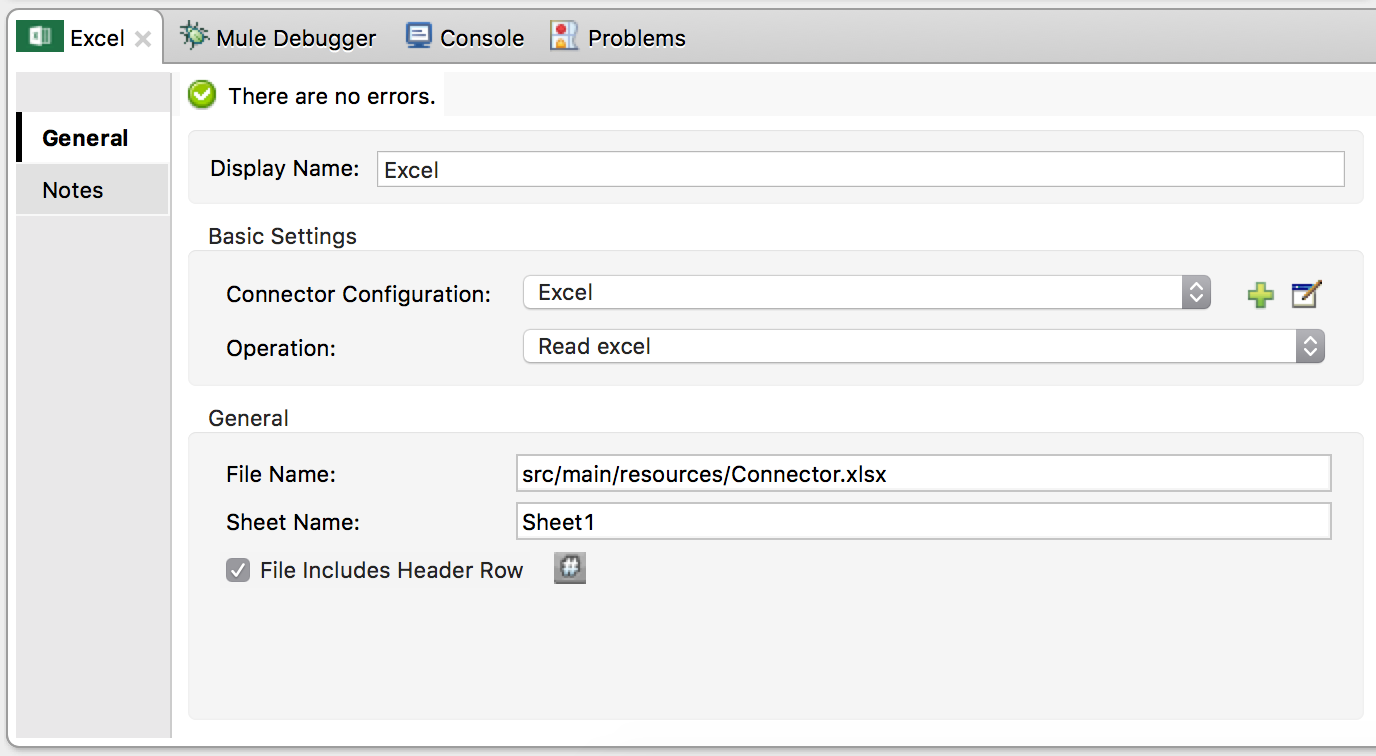 Excel Mule Debugger Console Problems
There are no errors.
General
Notes
Display Name: Excel
Basic Settings
Connector Configuration: Excel
Operation: Read excel
General
File Name: src/main/resources/Connector.xlsx
Sheet Name: Sheet1
File Includes Header Row #